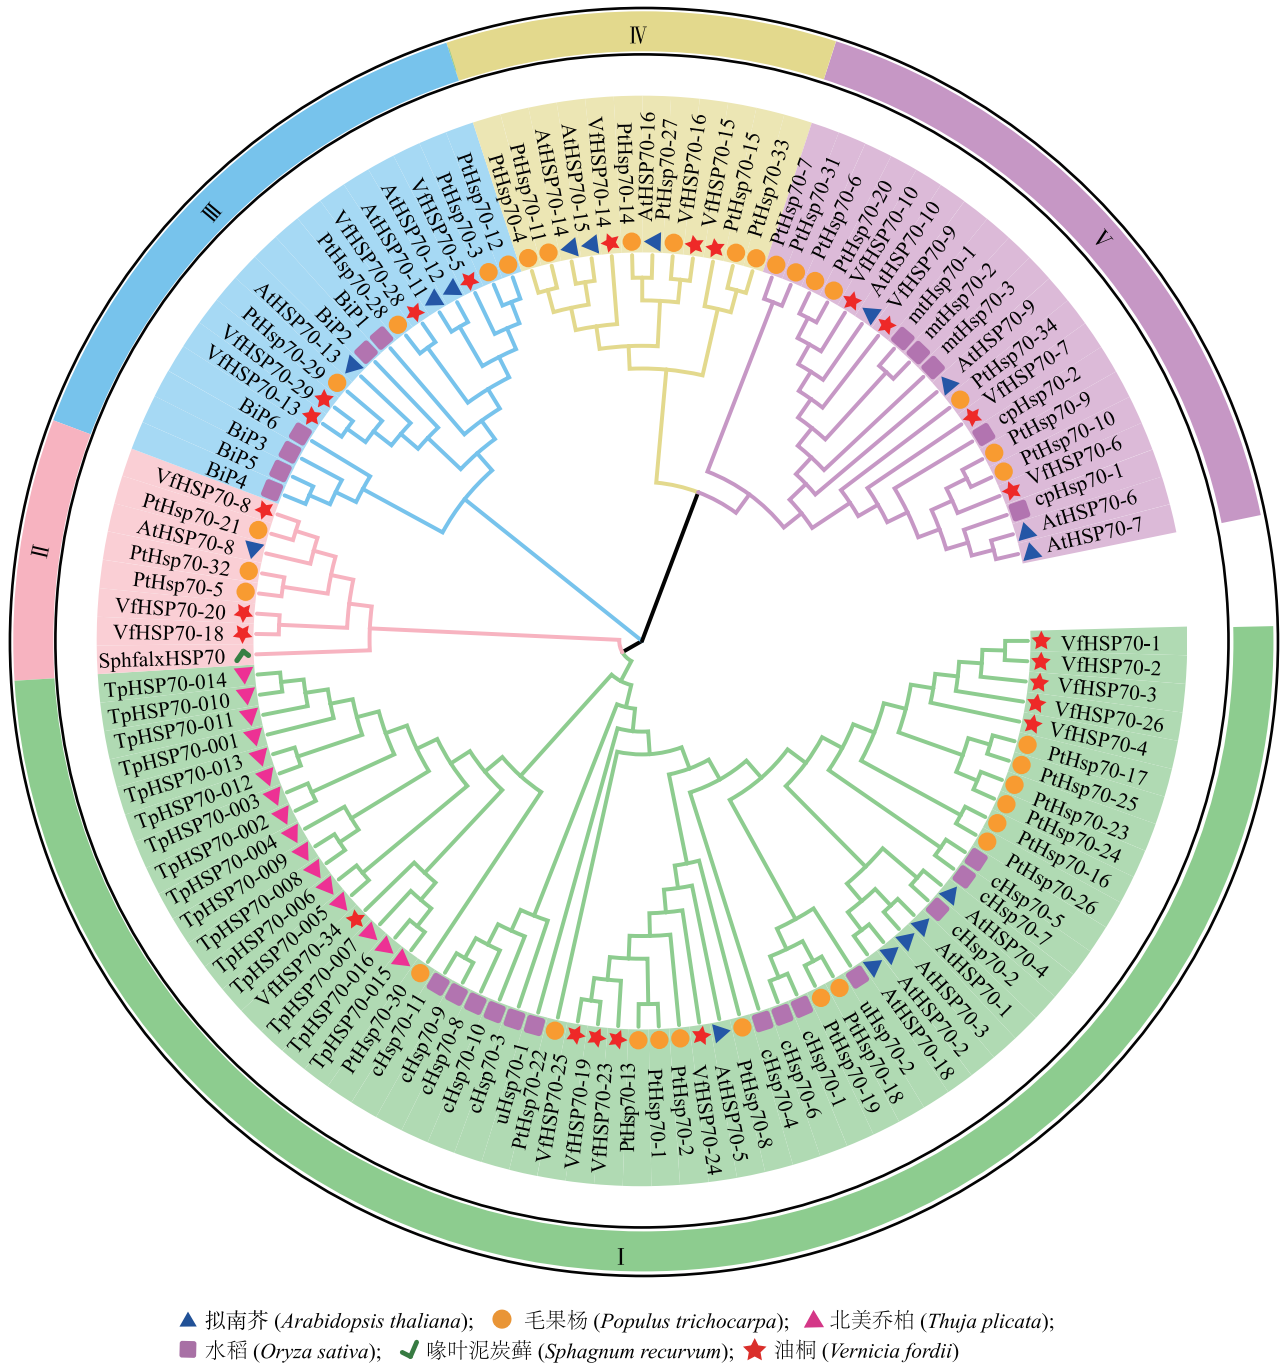 IV
V
III
II
I
PtHsp70-4
PtHsp70-11
AtHSP70-14
AtHSP70-15
VfHSP70-14
PtHsp70-14
AtHSP70-16
PtHsp70-27
VfHSP70-16
VfHSP70-15
PtHsp70-15
PtHsp70-33
PtHsp70-7
PtHsp70-31
PtHsp70-6
PtHsp70-20
VfHSP70-10
AtHSP70-10
VfHSP70-9
mtHsp70-1
mtHsp70-2
mtHsp70-3
AtHSP70-9
PtHsp70-34
VfHSP70-7
cpHsp70-2
PtHsp70-9
PtHsp70-10
VfHSP70-6
cpHsp70-1
AtHSP70-6
AtHSP70-7
VfHSP70-1
VfHSP70-2
VfHSP70-3
VfHSP70-26
VfHSP70-4
PtHsp70-17
PtHsp70-25
PtHsp70-23
PtHsp70-24
PtHsp70-16
PtHsp70-26
cHsp70-5
cHsp70-7
AtHSP70-4
cHsp70-2
AtHSP70-1
AtHSP70-3
AtHSP70-2
AtHSP70-18
uHsp70-2
PtHsp70-18
PtHsp70-19
cHsp70-1
cHsp70-6
cHsp70-4
PtHsp70-8
AtHSP70-5
VfHSP70-24
PtHsp70-2
PtHsp70-1
PtHsp70-13
VfHSP70-23
VfHSP70-19
VfHSP70-25
PtHsp70-22
uHsp70-1
cHsp70-3
cHsp70-10
cHsp70-8
cHsp70-9
cHsp70-11
PtHsp70-30
TpHSP70-015
TpHSP70-016
TpHSP70-007
VfHSP70-34
TpHSP70-005
TpHSP70-006
TpHSP70-008
TpHSP70-009
TpHSP70-004
TpHSP70-002
TpHSP70-003
TpHSP70-012
TpHSP70-013
TpHSP70-001
TpHSP70-011
TpHSP70-010
TpHSP70-014
SphfalxHSP70
VfHSP70-18
VfHSP70-20
PtHsp70-5
PtHsp70-32
AtHSP70-8
PtHsp70-21
VfHSP70-8
BiP4
BiP5
BiP3
BiP6
VfHSP70-13
VfHSP70-29
PtHsp70-29
AtHSP70-13
BiP2
BiP1
PtHsp70-28
VfHSP70-28
AtHSP70-11
AtHSP70-12
VfHSP70-5
PtHsp70-3
PtHsp70-12
拟南芥 (Arabidopsis thaliana); 毛果杨 (Populus trichocarpa); 北美乔柏 (Thuja plicata);
水稻 (Oryza sativa); 喙叶泥炭藓 (Sphagnum recurvum); 油桐 (Vernicia fordii)